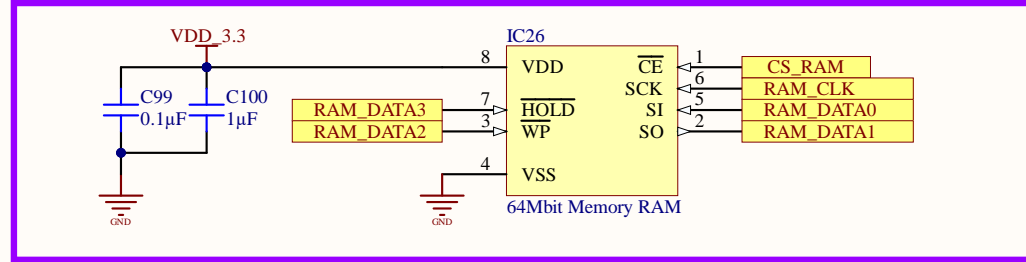 VDD_3.3
C99
0.1µF
C100
1µF
GND
RAM_DATA3
RAM_DATA2
GND
IC26
8
VDD
7
HOLD
3
WP
4
VSS
CE
1
SCK
6
SI
5
SO
2
64Mbit Memory RAM
CS_RAM
RAM_CLK
RAM_DATA0
RAM_DATA1